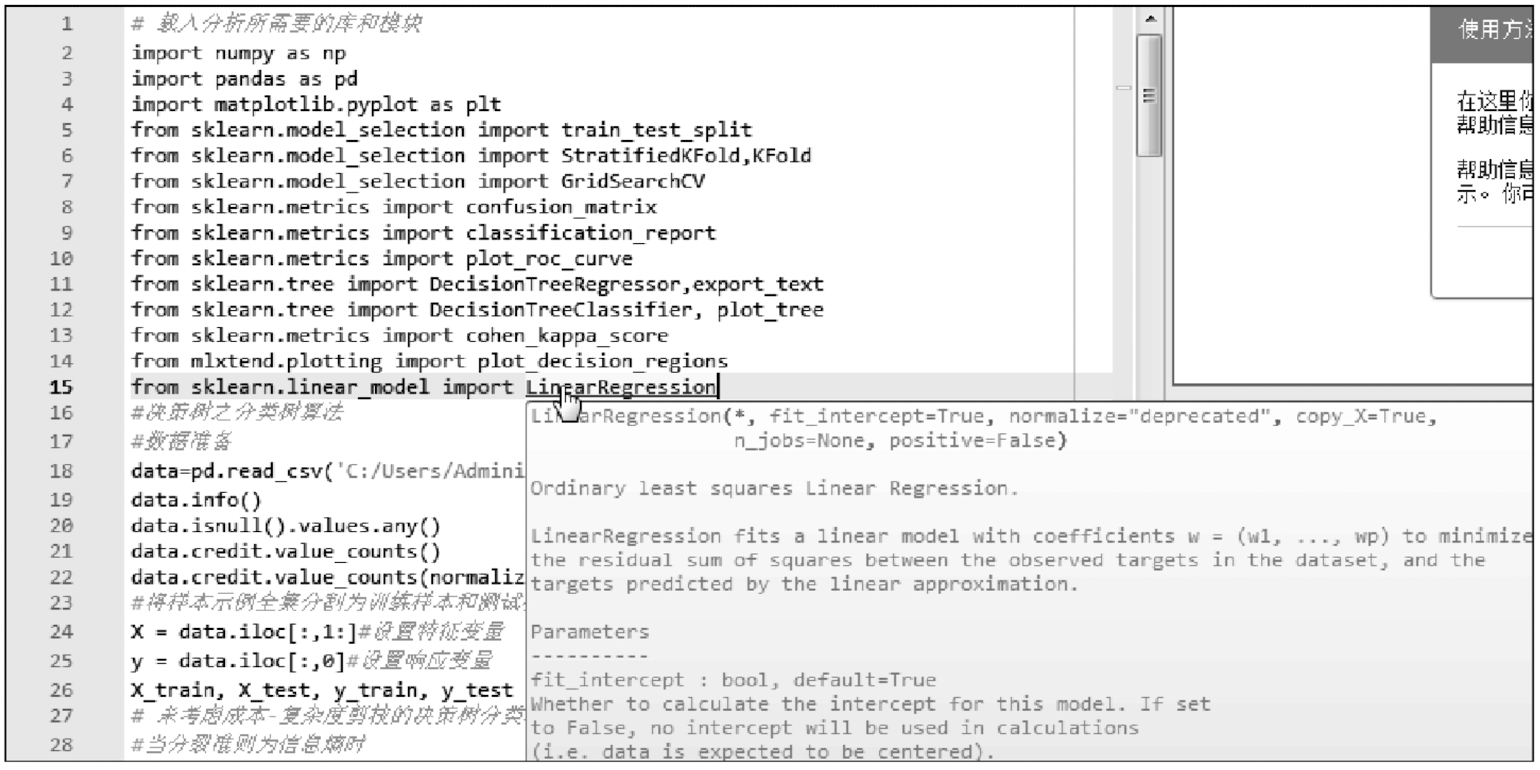 1 # 载入分析所需要的库和模块
2 import numpy as np
3 import pandas as pd
4 import matplotlib.pyplot as plt
5 from sklearn.model_selection import train_test_split
6 from sklearn.model_selection import StratifiedKFold,KFold
7 from sklearn.model_selection import GridSearchCV
8 from sklearn.metrics import confusion_matrix
9 from sklearn.metrics import classification_report
10 from sklearn.metrics import plot_roc_curve
11 from sklearn.tree import DecisionTreeRegressor,export_text
12 from sklearn.tree import DecisionTreeClassifier, plot_tree
13 from sklearn.metrics import cohen_kappa_score
14 from mlxtend.plotting import plot_decision_regions
15 from sklearn.linear_model import LinearRegression
16 #决策树之分类树算法
17 #数据准备
18 data=pd.read_csv('C:/Users/Admini
19 data.info()
20 data.isnull().values.any()
21 data.credit.value_counts()
22 data.credit.value_counts(normaliz
23 #将样本示例全集分割为训练样本和测试
24 X = data.iloc[:,1:]#设置特征变量
25 y = data.iloc[:,0]#设置响应变量
26 X_train, X_test, y_train, y_test
27 # 未考虑成本-复杂度剪枝的决策树分类
28 #当分裂准则为信息熵时
LinearRegression(*, fit_intercept=True, normalize="deprecated", copy_X=True,
n_jobs=None, positive=False)
Ordinary least squares Linear Regression.
LinearRegression fits a linear model with coefficients w = (w1, ..., wp) to minimize
the residual sum of squares between the observed targets in the dataset, and the
targets predicted by the linear approximation.
Parameters
----------
fit_intercept : bool, default=True
Whether to calculate the intercept for this model. If set
to False, no intercept will be used in calculations
(i.e. data is expected to be centered).
使用方
在这里你
帮助信息
帮助信息
示。你可